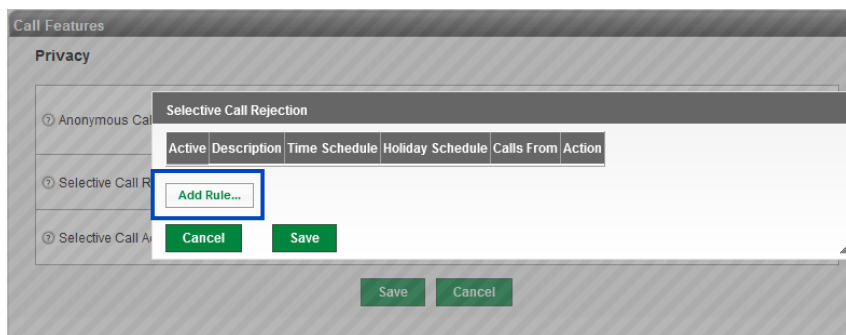 Call Features
Privacy
Anonymous Cal
Selective Call Rejection
Active Description Time Schedule Holiday Schedule Calls From Action
Selective Call R
Add Rule...
Selective Call A
Cancel Save
Save Cancel